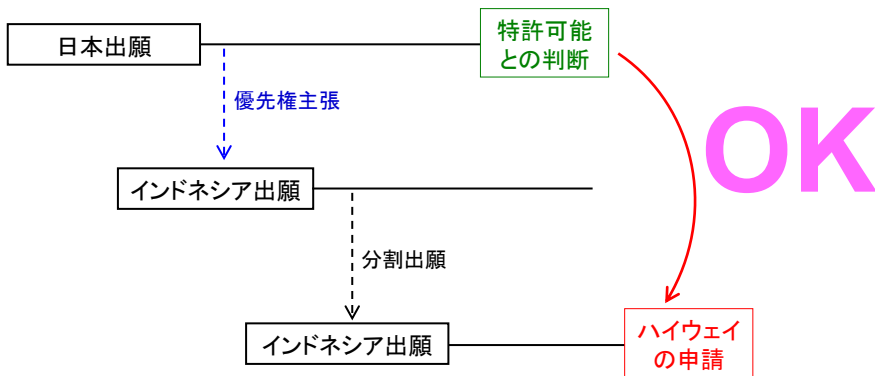 日本出願
特許可能
との判断
優先権主張
OK
インドネシア出願
分割出願
インドネシア出願
ハイウェイ
の申請